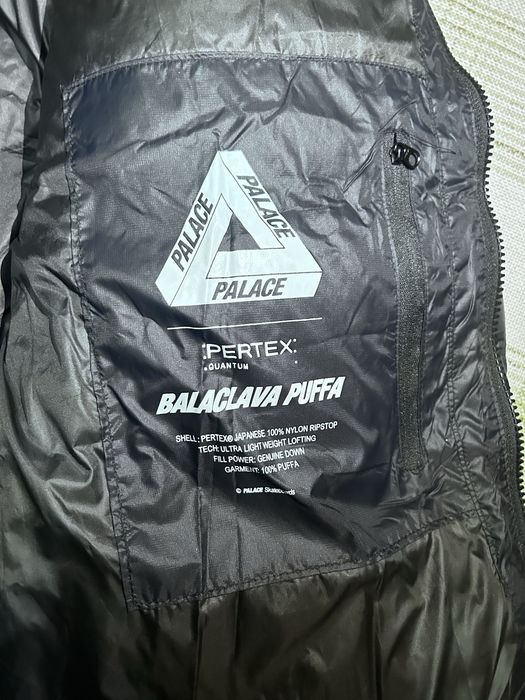 PALACE
PALACE
PALACE
:PERTEX:
QUANTUM
BALACLAVA PUFFA
SHELL: PERTEX® JAPANESE 100% NYLON RIPSTOP
TECH: ULTRA LIGHT WEIGHT LOFTING
FILL POWER: GENUINE DOWN
GARMENT: 100% PUFFA
© PALACE Skateboards